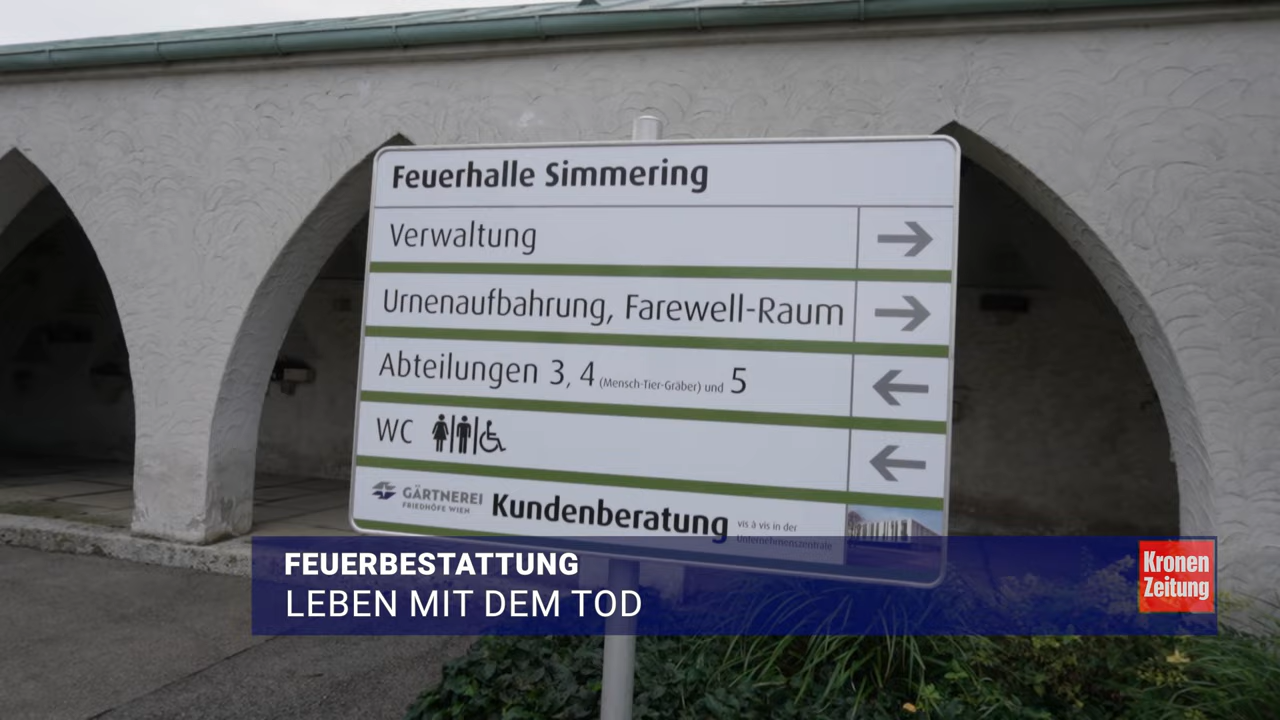 Feuerhalle Simmering
Verwaltung →
Urnenaufbahrung, Farewell-Raum →
Abteilungen 3, 4 (Mensch-Tier-Gräber) und 5 ←
WC ←
GÄRTNEREI
FRIEDHÖFE WIEN
Kundenberatung
vis à vis in der
Unternehmenszentrale
FEUERBESTATTUNG
LEBEN MIT DEM TOD
Kronen
Zeitung